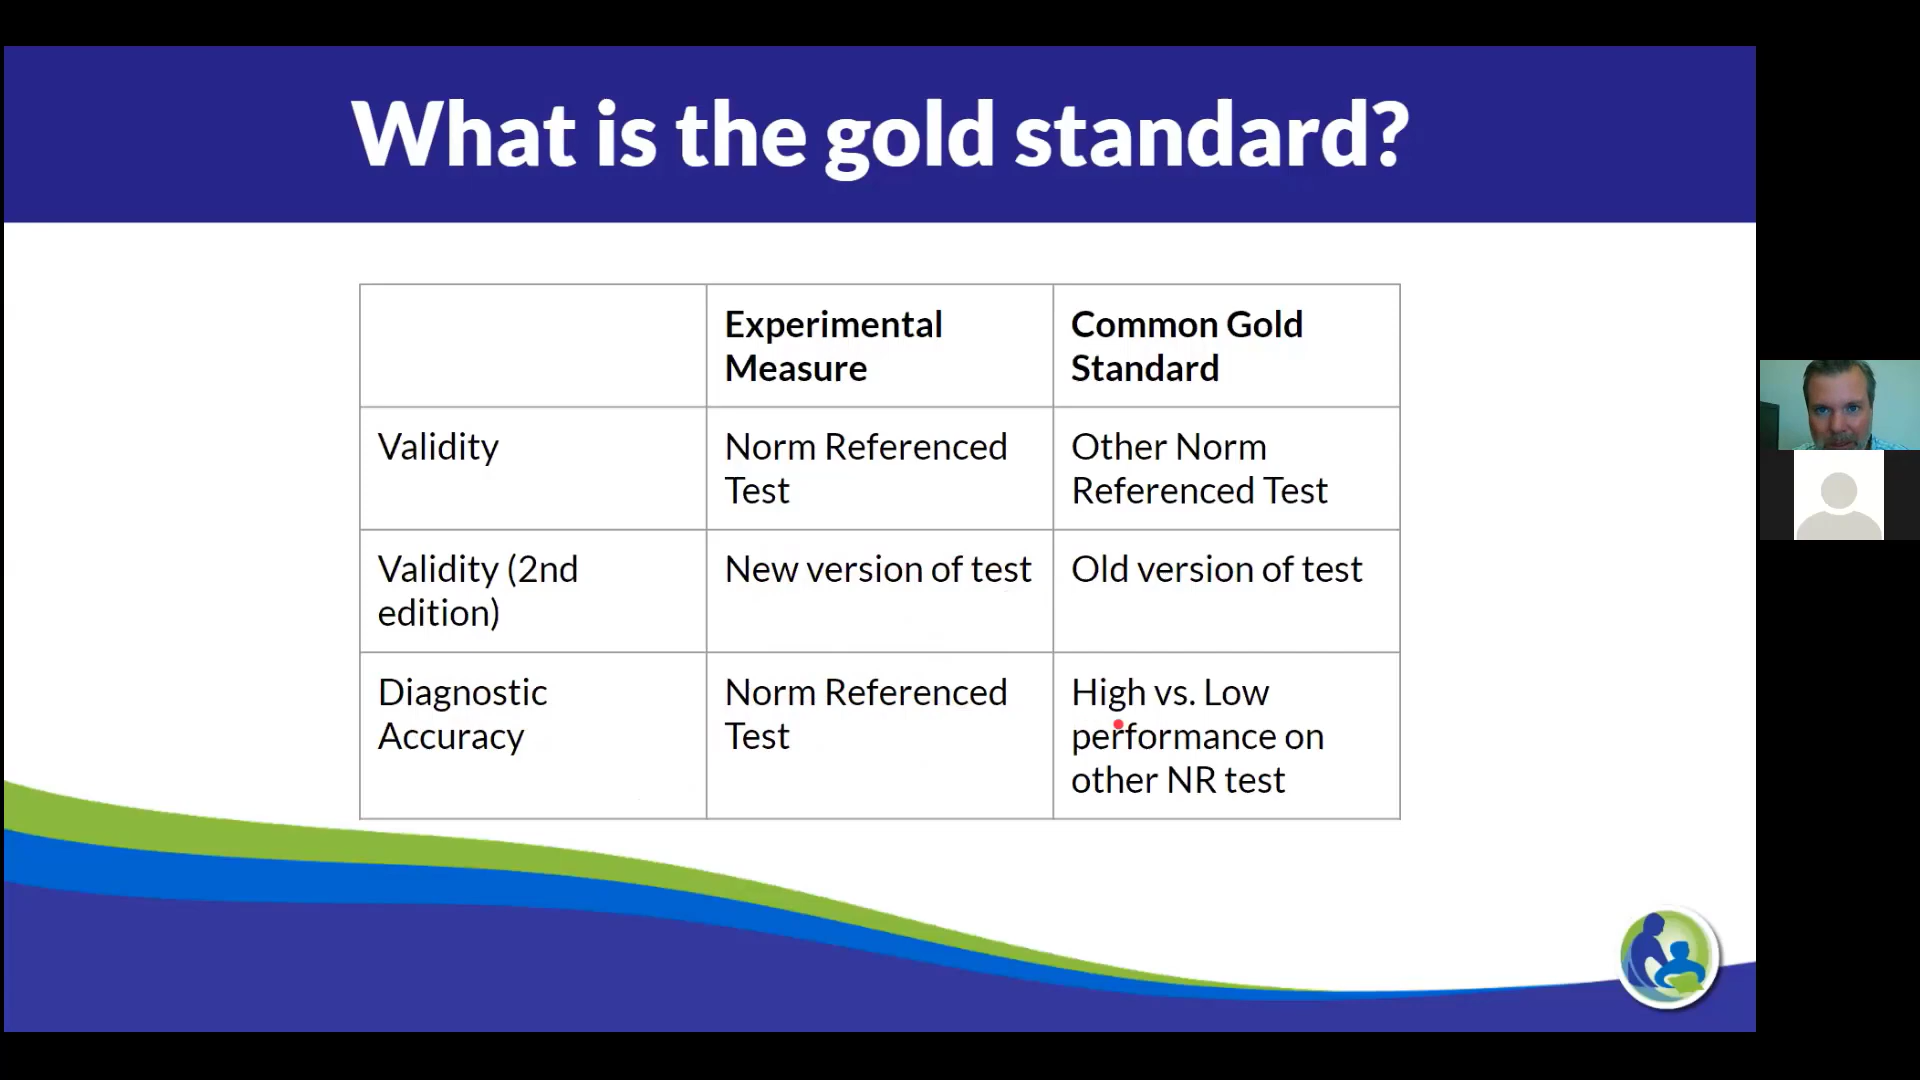 What is the gold standard?
Experimental
Measure
Common Gold
Standard
Validity
Norm Referenced
Test
Other Norm
Referenced Test
Validity (2nd
edition)
New version of test
Old version of test
Diagnostic
Accuracy
Norm Referenced
Test
High vs. Low
performance on
other NR test